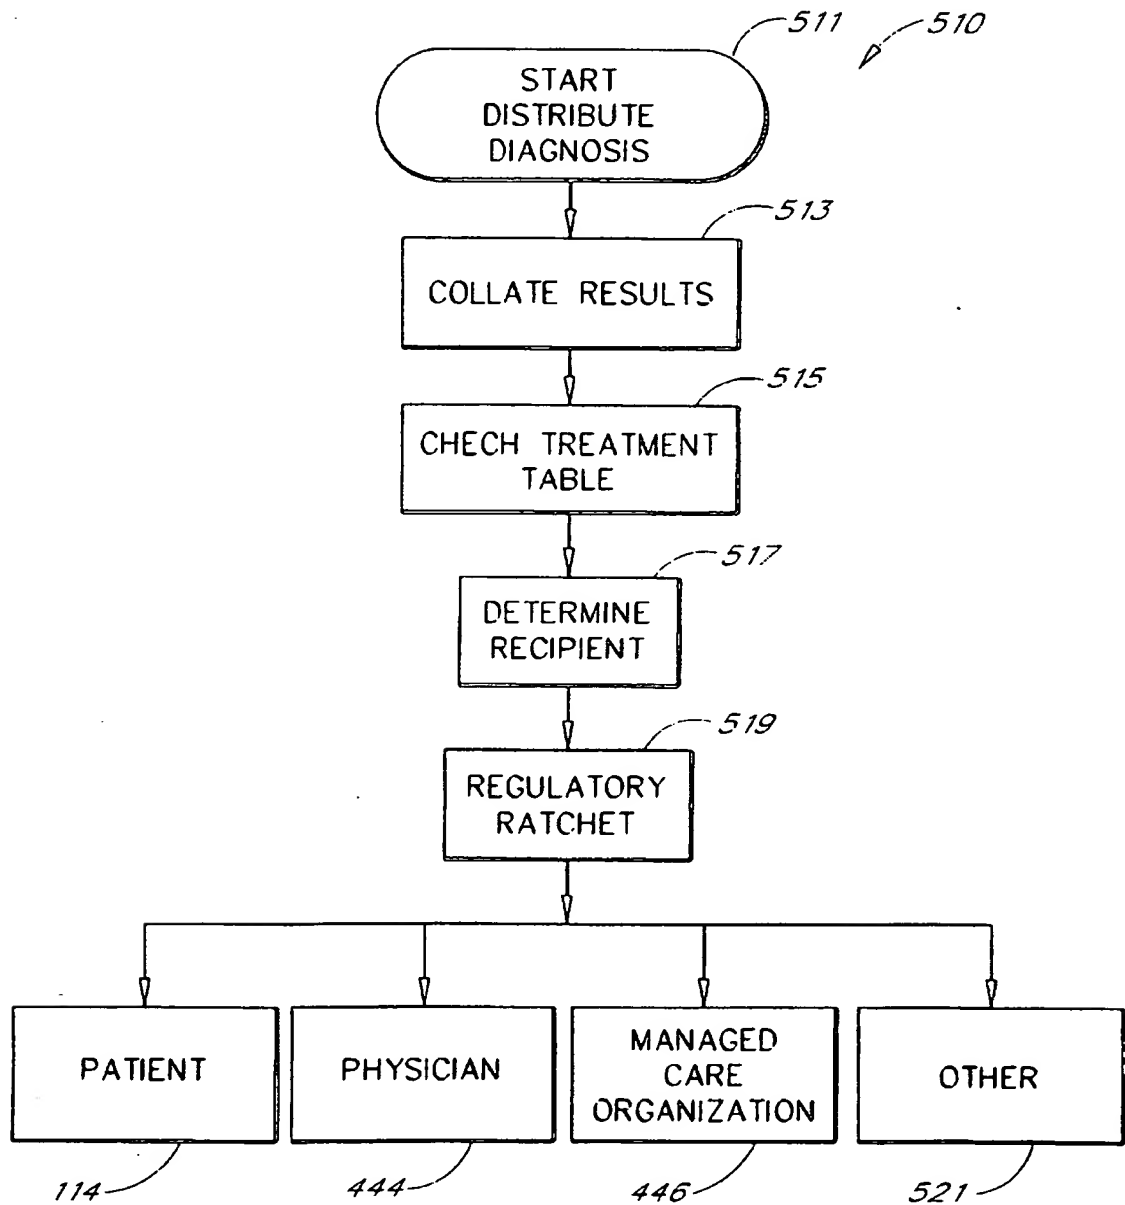 511
510
START
DISTRIBUTE
DIAGNOSIS
513
COLLATE RESULTS
515
CHECH TREATMENT
TABLE
517
DETERMINE
RECIPIENT
519
REGULATORY
RATCHET
PATIENT
PHYSICIAN
MANAGED
CARE
ORGANIZATION
OTHER
114
444
446
521